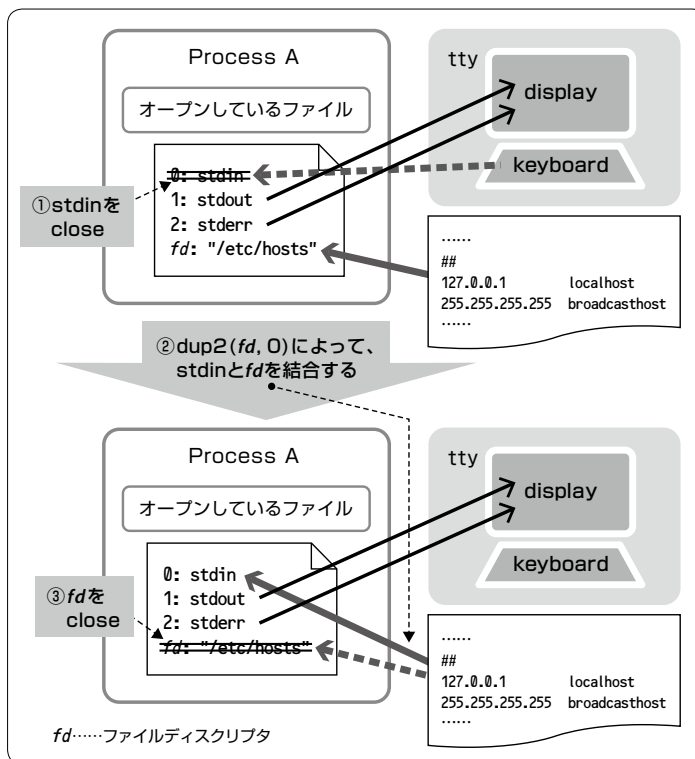 Process A
オープンしているファイル
0: stdin
1: stdout
2: stderr
fd: "/etc/hosts"
①stdinを
close
tty
display
keyboard
……
##
127.0.0.1 localhost
255.255.255.255 broadcasthost
……
②dup2(fd, 0)によって、
stdinとfdを結合する
Process A
オープンしているファイル
0: stdin
1: stdout
2: stderr
fd: "/etc/hosts"
③fdを
close
tty
display
keyboard
……
##
127.0.0.1 localhost
255.255.255.255 broadcasthost
……
fd……ファイルディスクリプタ